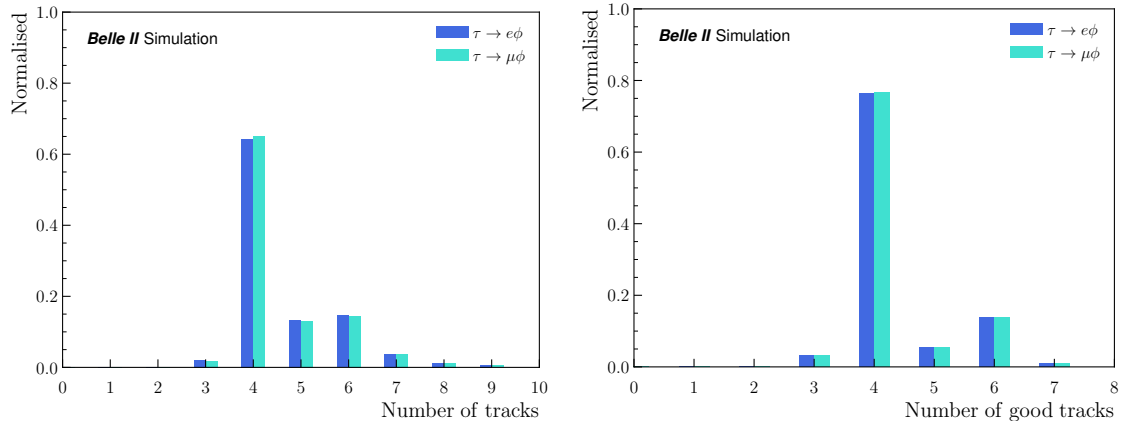 Normalised
1.0
0.8
0.6
0.4
0.2
0.0
Belle II Simulation
τ → eϕ
τ → μϕ
0 1 2 3 4 5 6 7 8 9 10
Number of tracks
Normalised
1.0
0.8
0.6
0.4
0.2
0.0
Belle II Simulation
τ → eϕ
τ → μϕ
0 1 2 3 4 5 6 7 8
Number of good tracks